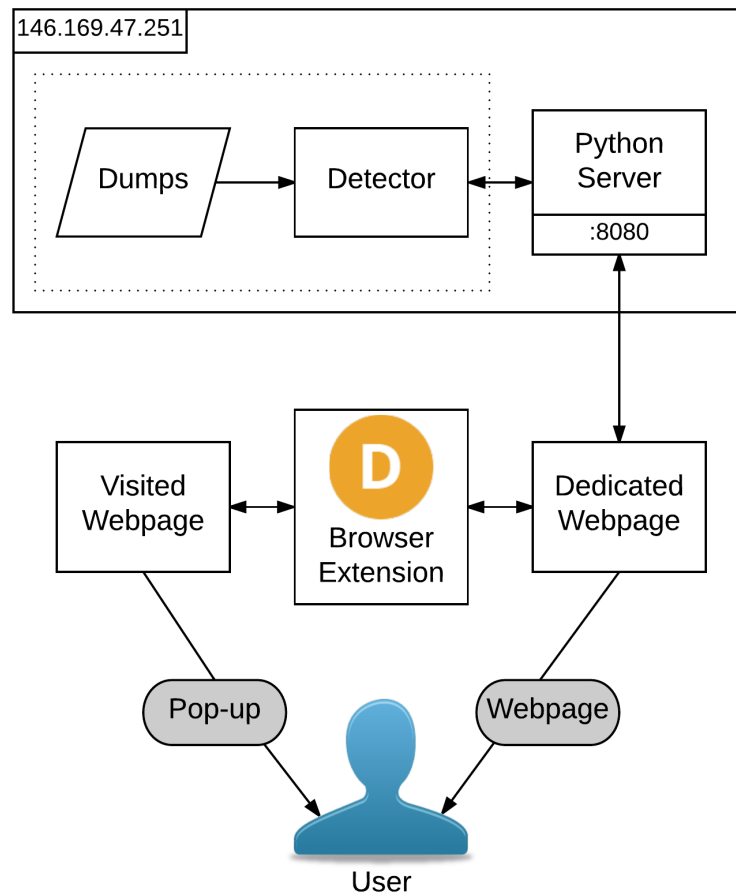 146.169.47.251
Dumps
Detector
Python
Server
:8080
Visited
Webpage
D
Browser
Extension
Dedicated
Webpage
Pop-up
Webpage
User